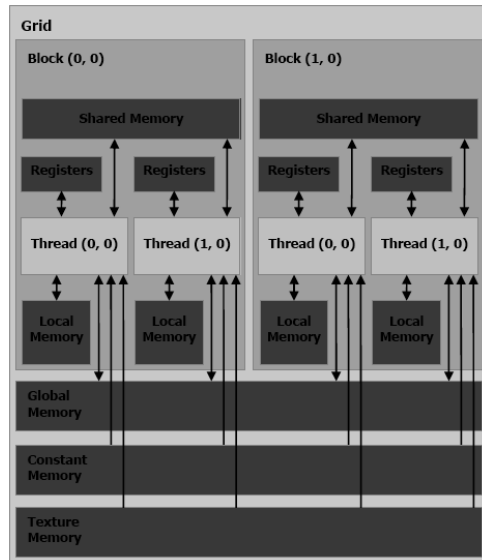 Grid
Block (0, 0)
Block (1, 0)
Shared Memory
Shared Memory
Registers
Registers
Registers
Registers
Thread (0, 0)
Thread (1, 0)
Thread (0, 0)
Thread (1, 0)
Local
Memory
Local
Memory
Local
Memory
Local
Memory
Global
Memory
Constant
Memory
Texture
Memory